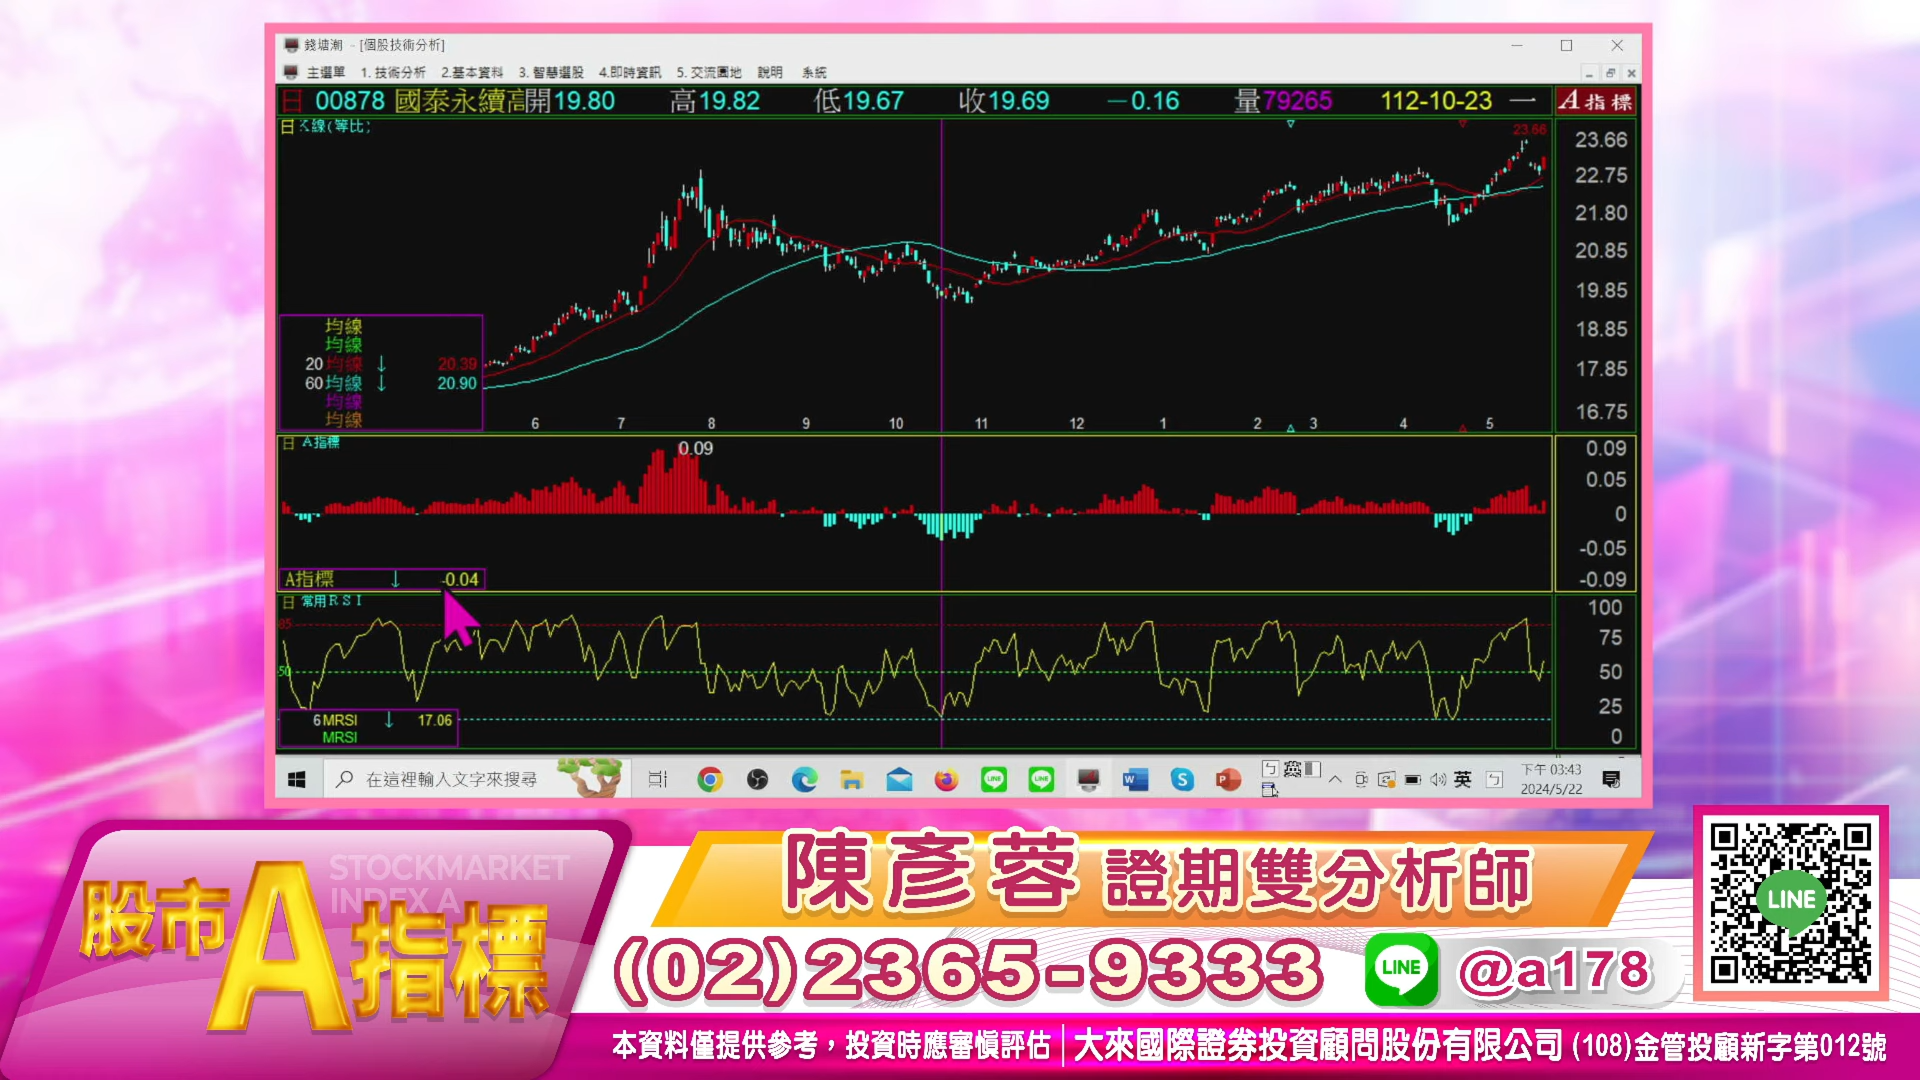 錢塘潮 - [個股技術分析]
主選單 1. 技術分析 2.基本資料 3. 智慧選股 4.即時資訊 5. 交流園地 說明 系統
日 00878 國泰永續高開19.80 高19.82 低19.67 收19.69 －0.16 量79265 112-10-23 一 A指標
日K線(等比)
23.66
23.66
22.75
21.80
20.85
19.85
18.85
17.85
16.75
均線
均線
20均線 ↓ 20.39
60均線 ↓ 20.90
均線
均線
6 7 8 9 10 11 12 1 2 3 4 5
日 A指標
0.09
0.09
0.05
0
-0.05
-0.09
A指標 ↓ -0.04
日 常用RSI
85
50
100
75
50
25
0
6MRSI ↓ 17.06
MRSI
在這裡輸入文字來搜尋
英
下午 03:43
2024/5/22
STOCKMARKET
INDEX A
股市A指標
陳彥蓉 證期雙分析師
(02)2365-9333
LINE @a178
LINE
本資料僅提供參考，投資時應審慎評估 | 大來國際證券投資顧問股份有限公司 (108)金管投顧新字第012號